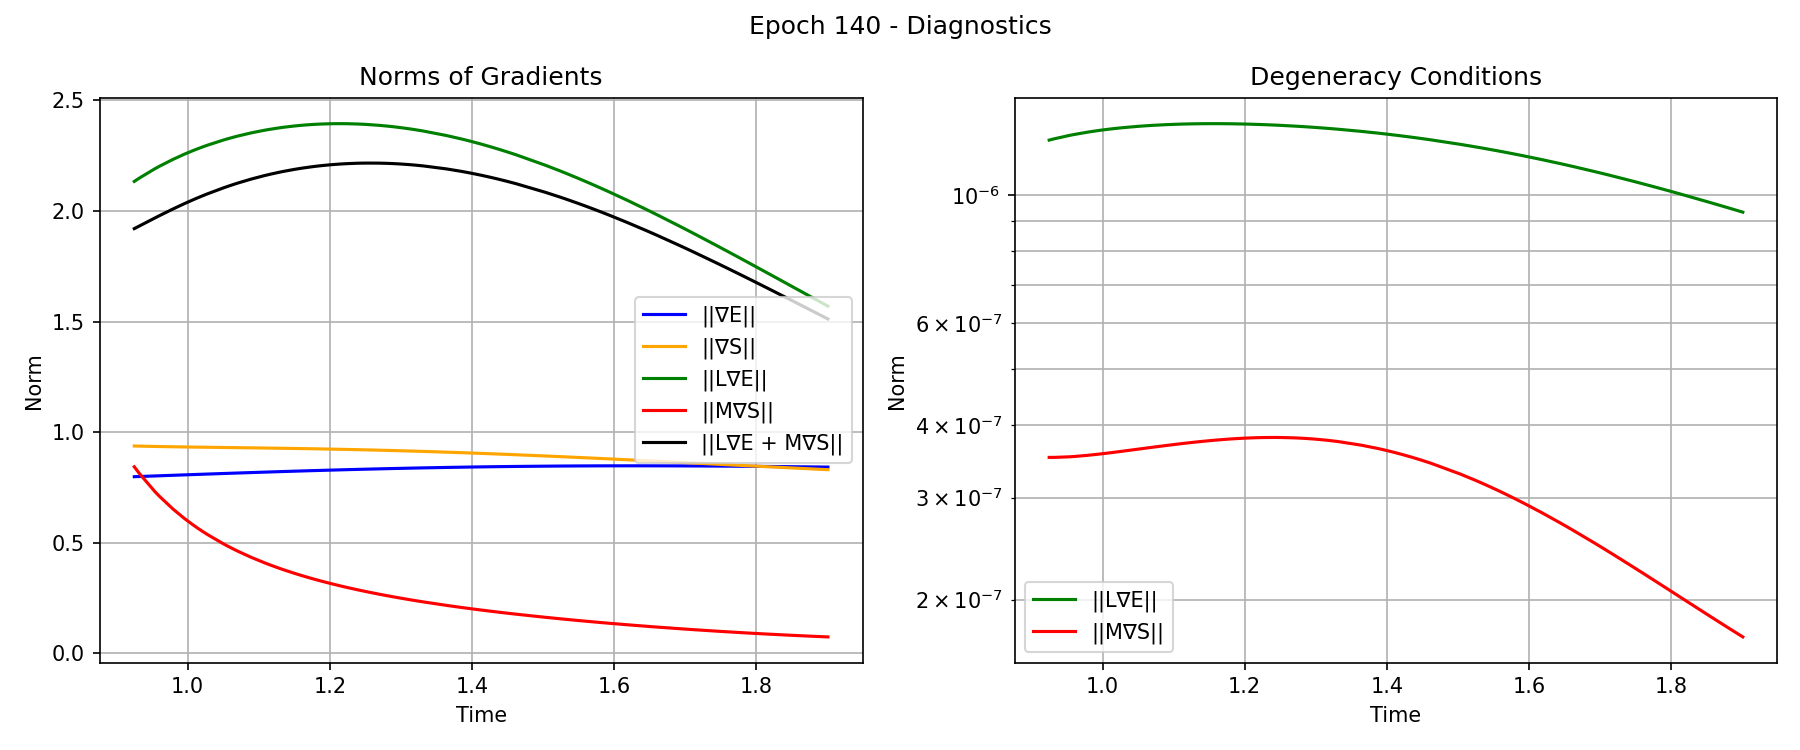 Epoch 140 - Diagnostics
Norms of Gradients
2.5
2.0
1.5
1.0
0.5
0.0
Norm
1.0 1.2 1.4 1.6 1.8
Time
||∇E||
||∇S||
||L∇E||
||M∇S||
||L∇E + M∇S||
Degeneracy Conditions
10⁻⁶
6 × 10⁻⁷
4 × 10⁻⁷
3 × 10⁻⁷
2 × 10⁻⁷
Norm
1.0 1.2 1.4 1.6 1.8
Time
||L∇E||
||M∇S||